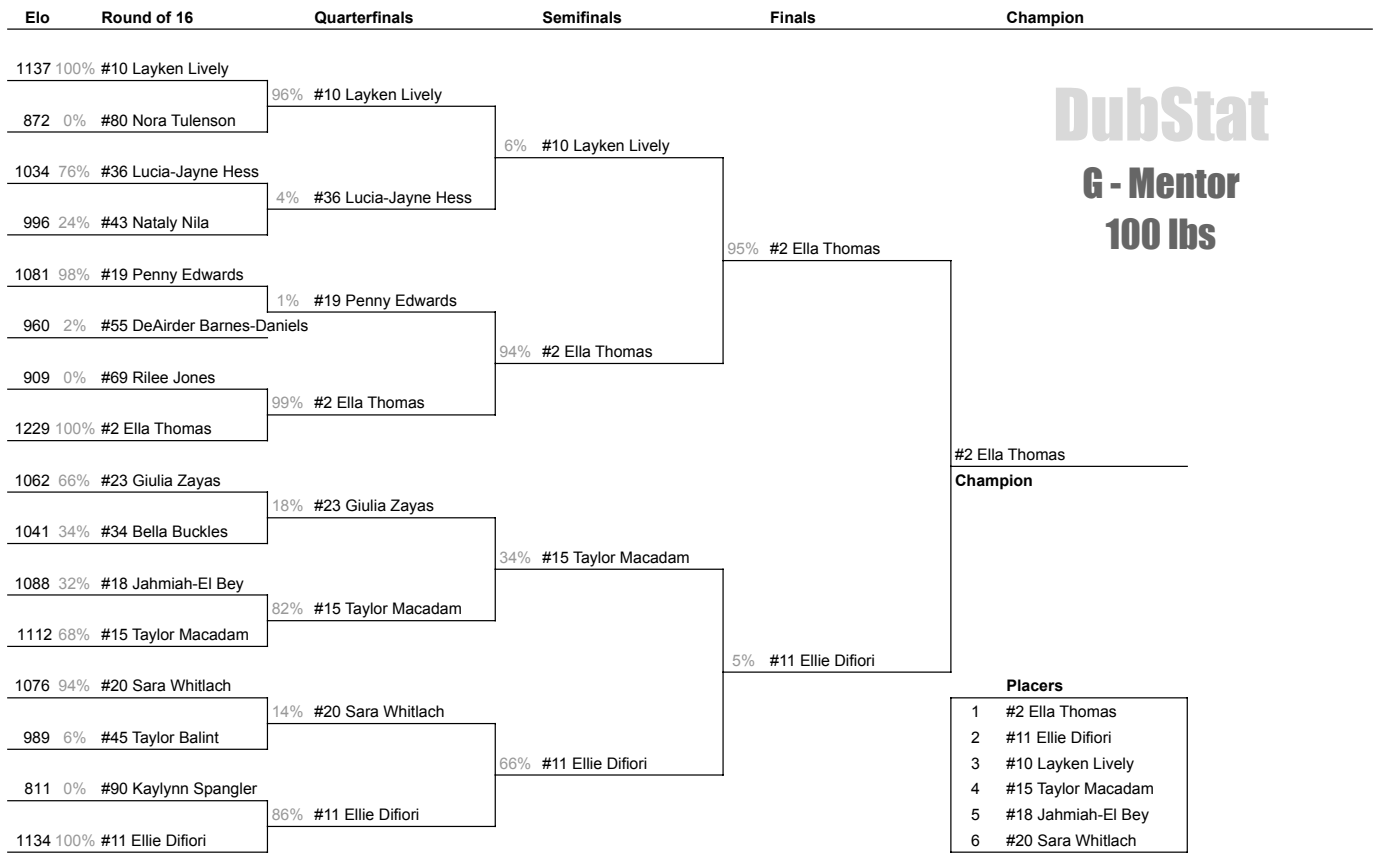 Elo Round of 16 Quarterfinals Semifinals Finals Champion
1137 100% #10 Layken Lively
96% #10 Layken Lively
872 0% #80 Nora Tulenson
6% #10 Layken Lively
1034 76% #36 Lucia-Jayne Hess
4% #36 Lucia-Jayne Hess
996 24% #43 Nataly Nila
95% #2 Ella Thomas
1081 98% #19 Penny Edwards
1% #19 Penny Edwards
960 2% #55 DeAirder Barnes-Daniels
94% #2 Ella Thomas
909 0% #69 Rilee Jones
99% #2 Ella Thomas
1229 100% #2 Ella Thomas
#2 Ella Thomas
Champion
1062 66% #23 Giulia Zayas
18% #23 Giulia Zayas
1041 34% #34 Bella Buckles
34% #15 Taylor Macadam
1088 32% #18 Jahmiah-El Bey
82% #15 Taylor Macadam
1112 68% #15 Taylor Macadam
5% #11 Ellie Difiori
1076 94% #20 Sara Whitlach
14% #20 Sara Whitlach
989 6% #45 Taylor Balint
66% #11 Ellie Difiori
811 0% #90 Kaylynn Spangler
86% #11 Ellie Difiori
1134 100% #11 Ellie Difiori
DubStat
G - Mentor
100 lbs
Placers
1 #2 Ella Thomas
2 #11 Ellie Difiori
3 #10 Layken Lively
4 #15 Taylor Macadam
5 #18 Jahmiah-El Bey
6 #20 Sara Whitlach